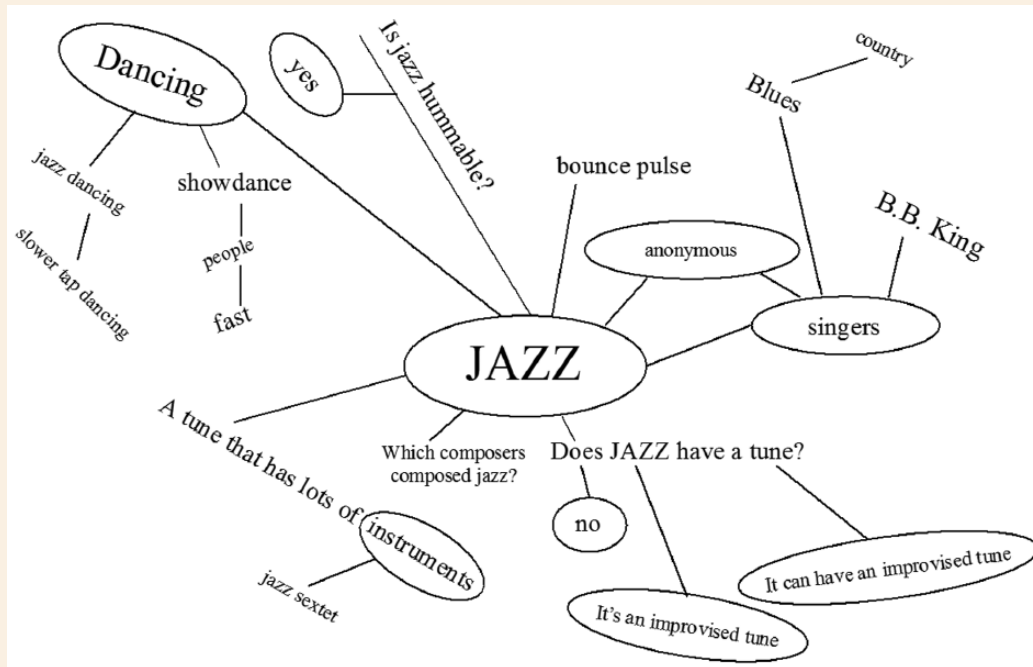 Dancing
yes
Is jazz hummable?
country
Blues
jazz dancing
showdance
bounce pulse
B.B. King
slower tap dancing
people
anonymous
fast
singers
JAZZ
A tune that has lots of instruments
Which composers
composed jazz?
Does JAZZ have a tune?
no
jazz sextet
It can have an improvised tune
It's an improvised tune